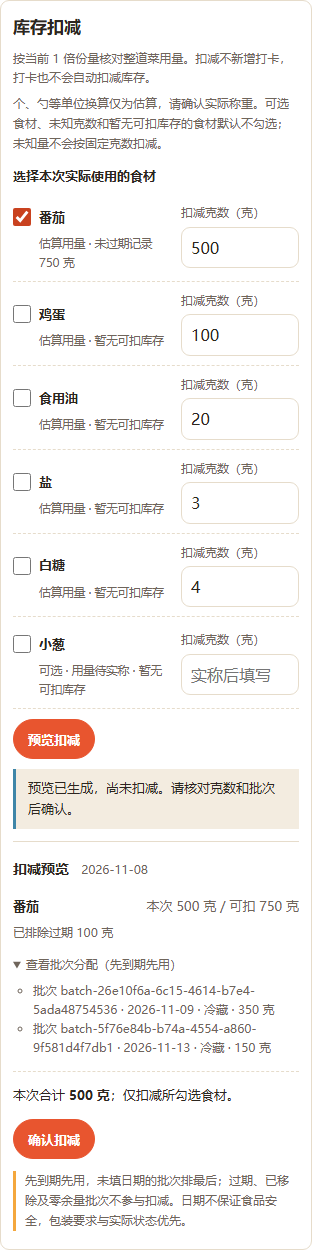 库存扣减
按当前 1 倍份量核对整道菜用量。扣减不新增打卡，
打卡也不会自动扣减库存。
个、勺等单位换算仅为估算，请确认实际称重。可选
食材、未知克数和暂无可扣库存的食材默认不勾选；
未知量不会按固定克数扣减。
选择本次实际使用的食材
番茄
估算用量 · 未过期记录
750 克
扣减克数（克）
500
鸡蛋
估算用量 · 暂无可扣库存
扣减克数（克）
100
食用油
估算用量 · 暂无可扣库存
扣减克数（克）
20
盐
估算用量 · 暂无可扣库存
扣减克数（克）
3
白糖
估算用量 · 暂无可扣库存
扣减克数（克）
4
小葱
可选 · 用量待实称 · 暂无
可扣库存
扣减克数（克）
实称后填写
预览扣减
预览已生成，尚未扣减。请核对克数和批次
后确认。
扣减预览 2026-11-08
番茄 本次 500 克 / 可扣 750 克
已排除过期 100 克
▼ 查看批次分配（先到期先用）
批次 batch-26e10f6a-6c15-4614-b7e4-
5ada48754536 · 2026-11-09 · 冷藏 · 350 克
批次 batch-5f76e84b-b74a-4554-a860-
9f581d4f7db1 · 2026-11-13 · 冷藏 · 150 克
本次合计 500 克；仅扣减所勾选食材。
确认扣减
先到期先用，未填日期的批次排最后；过期、已移
除及零余量批次不参与扣减。日期不保证食品安
全，包装要求与实际状态优先。